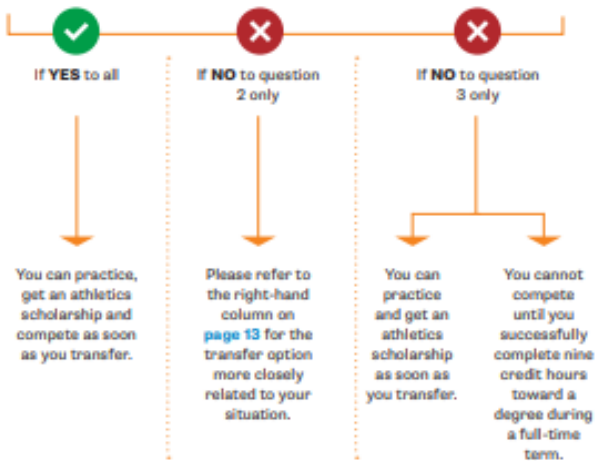 If YES to all
If NO to question
2 only
If NO to question
3 only
You can practice,
get an athletics
scholarship and
compete as soon
as you transfer.
Please refer to
the right-hand
column on
page 13 for the
transfer option
more closely
related to your
situation.
You can
practice
and get an
athletics
scholarship
as soon as
you transfer.
You cannot
compete
until you
successfully
complete nine
credit hours
toward a
degree during
a full-time
term.